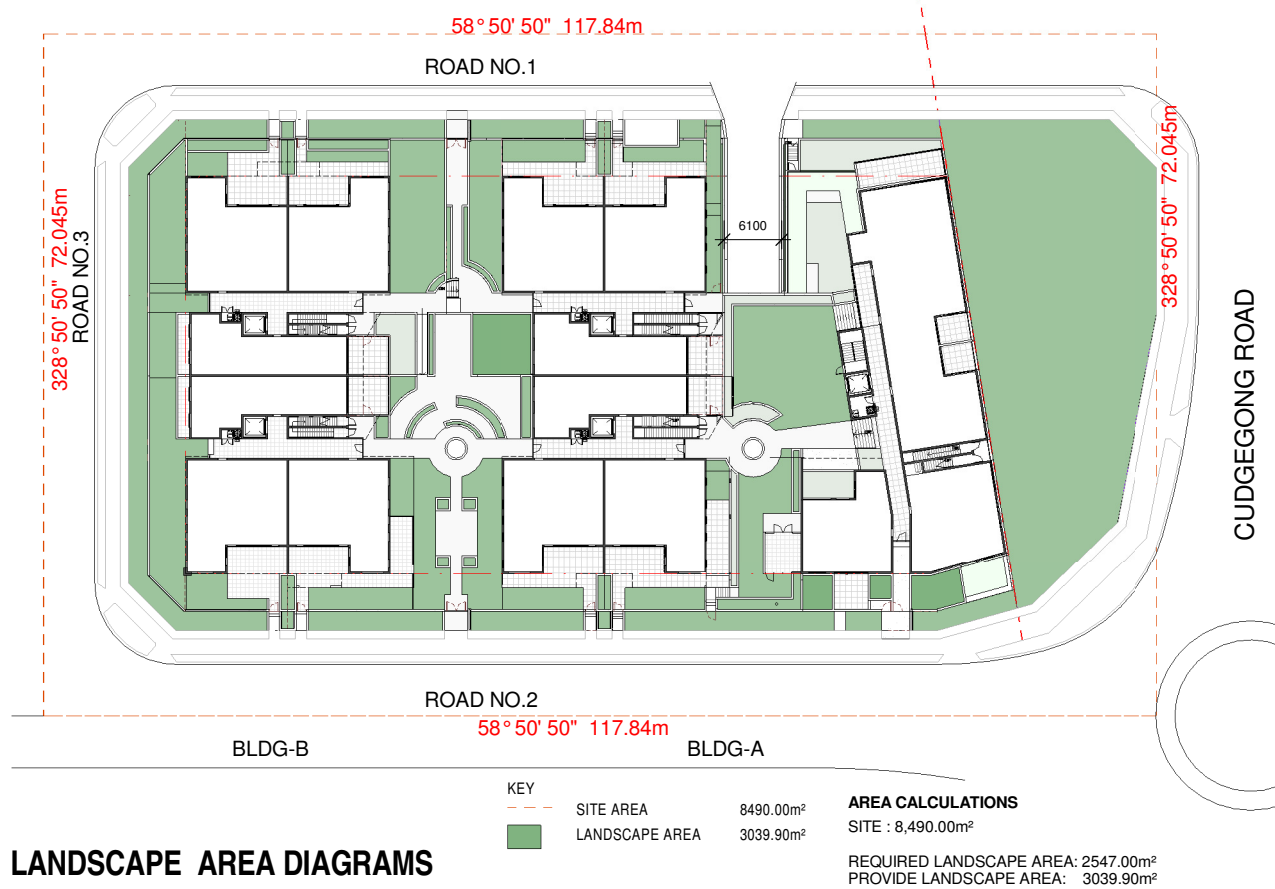 58° 50' 50" 117.84m
ROAD NO.1
328° 50' 50" 72.045m
ROAD NO.3
6100
328° 50' 50" 72.045m
CUDGEGONG ROAD
ROAD NO.2
58° 50' 50" 117.84m
BLDG-B
BLDG-A
KEY
SITE AREA 8490.00m²
LANDSCAPE AREA 3039.90m²
AREA CALCULATIONS
SITE : 8,490.00m²
REQUIRED LANDSCAPE AREA: 2547.00m²
PROVIDE LANDSCAPE AREA: 3039.90m²
LANDSCAPE AREA DIAGRAMS